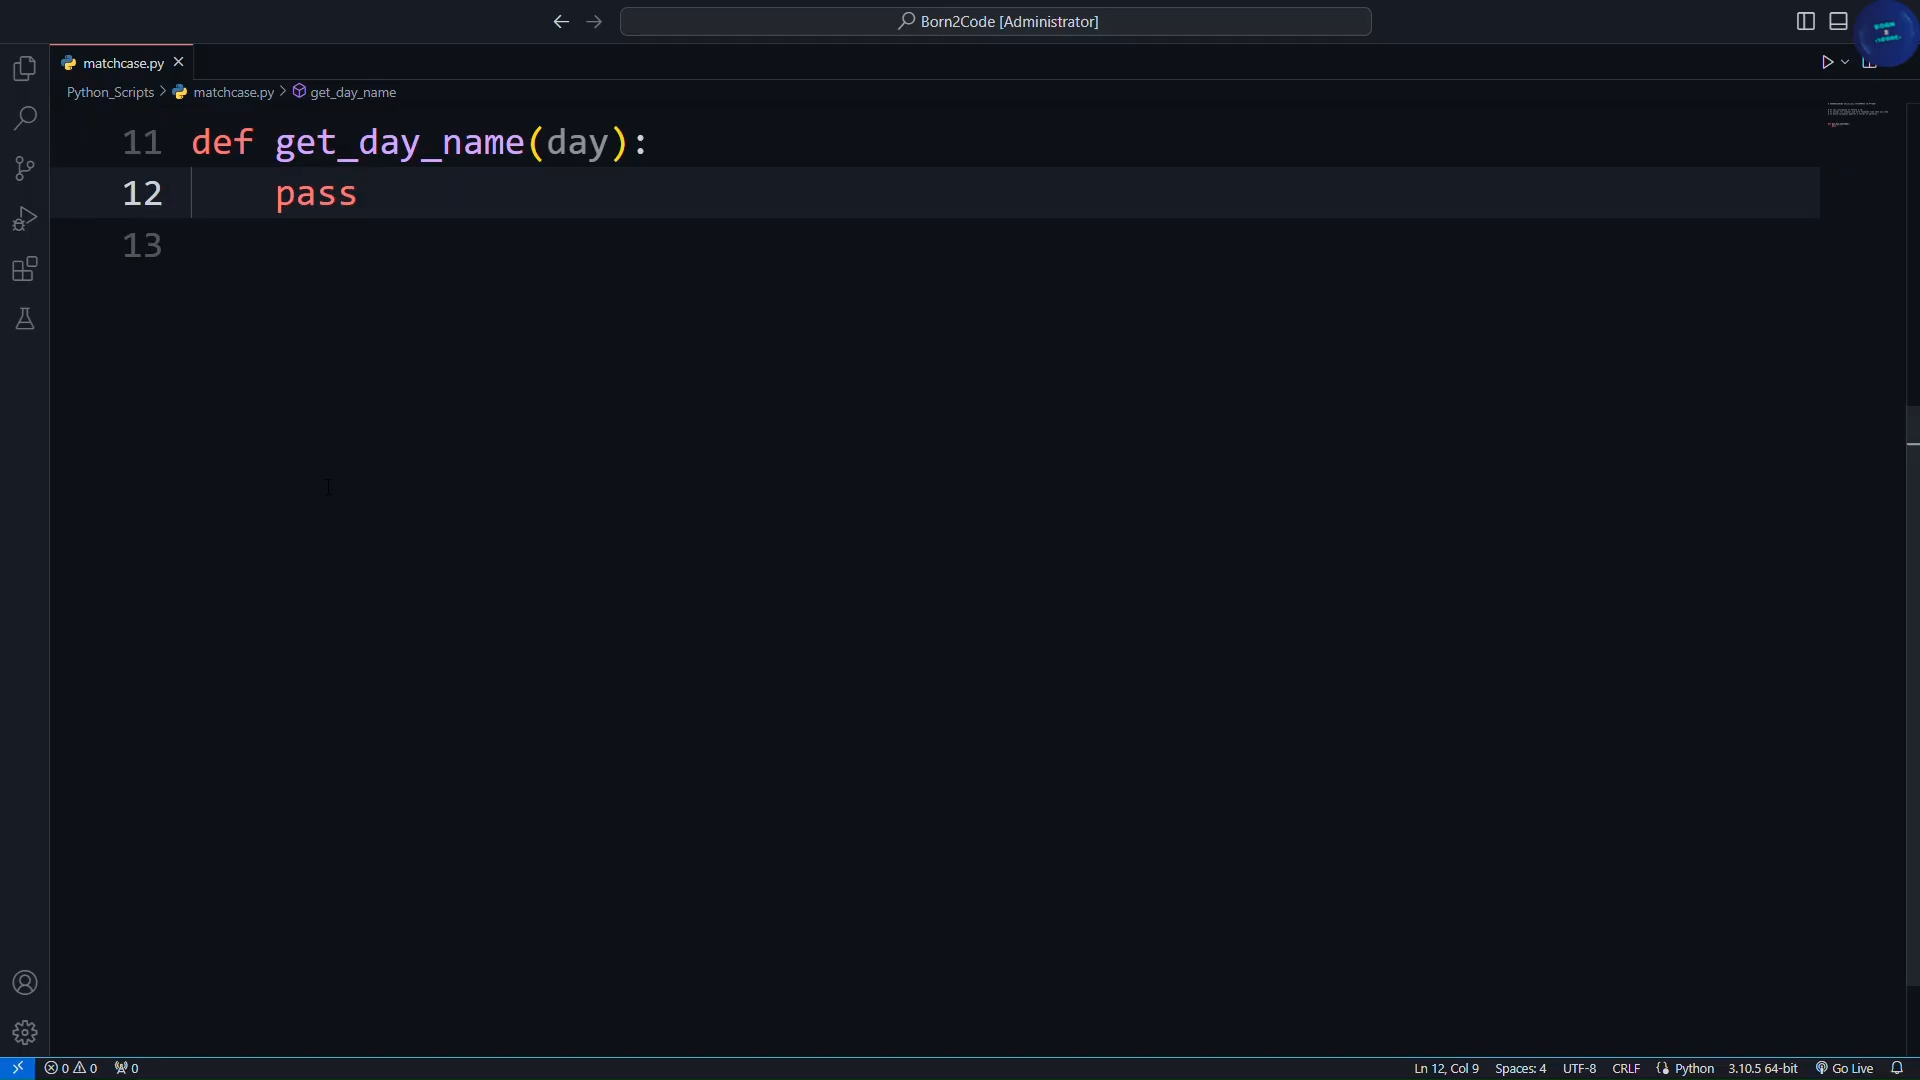 Born2Code [Administrator]
matchcase.py
Python_Scripts > matchcase.py > get_day_name
11 def get_day_name(day):
12 pass
13
0 0 0
Ln 12, Col 9 Spaces: 4 UTF-8 CRLF Python 3.10.5 64-bit Go Live